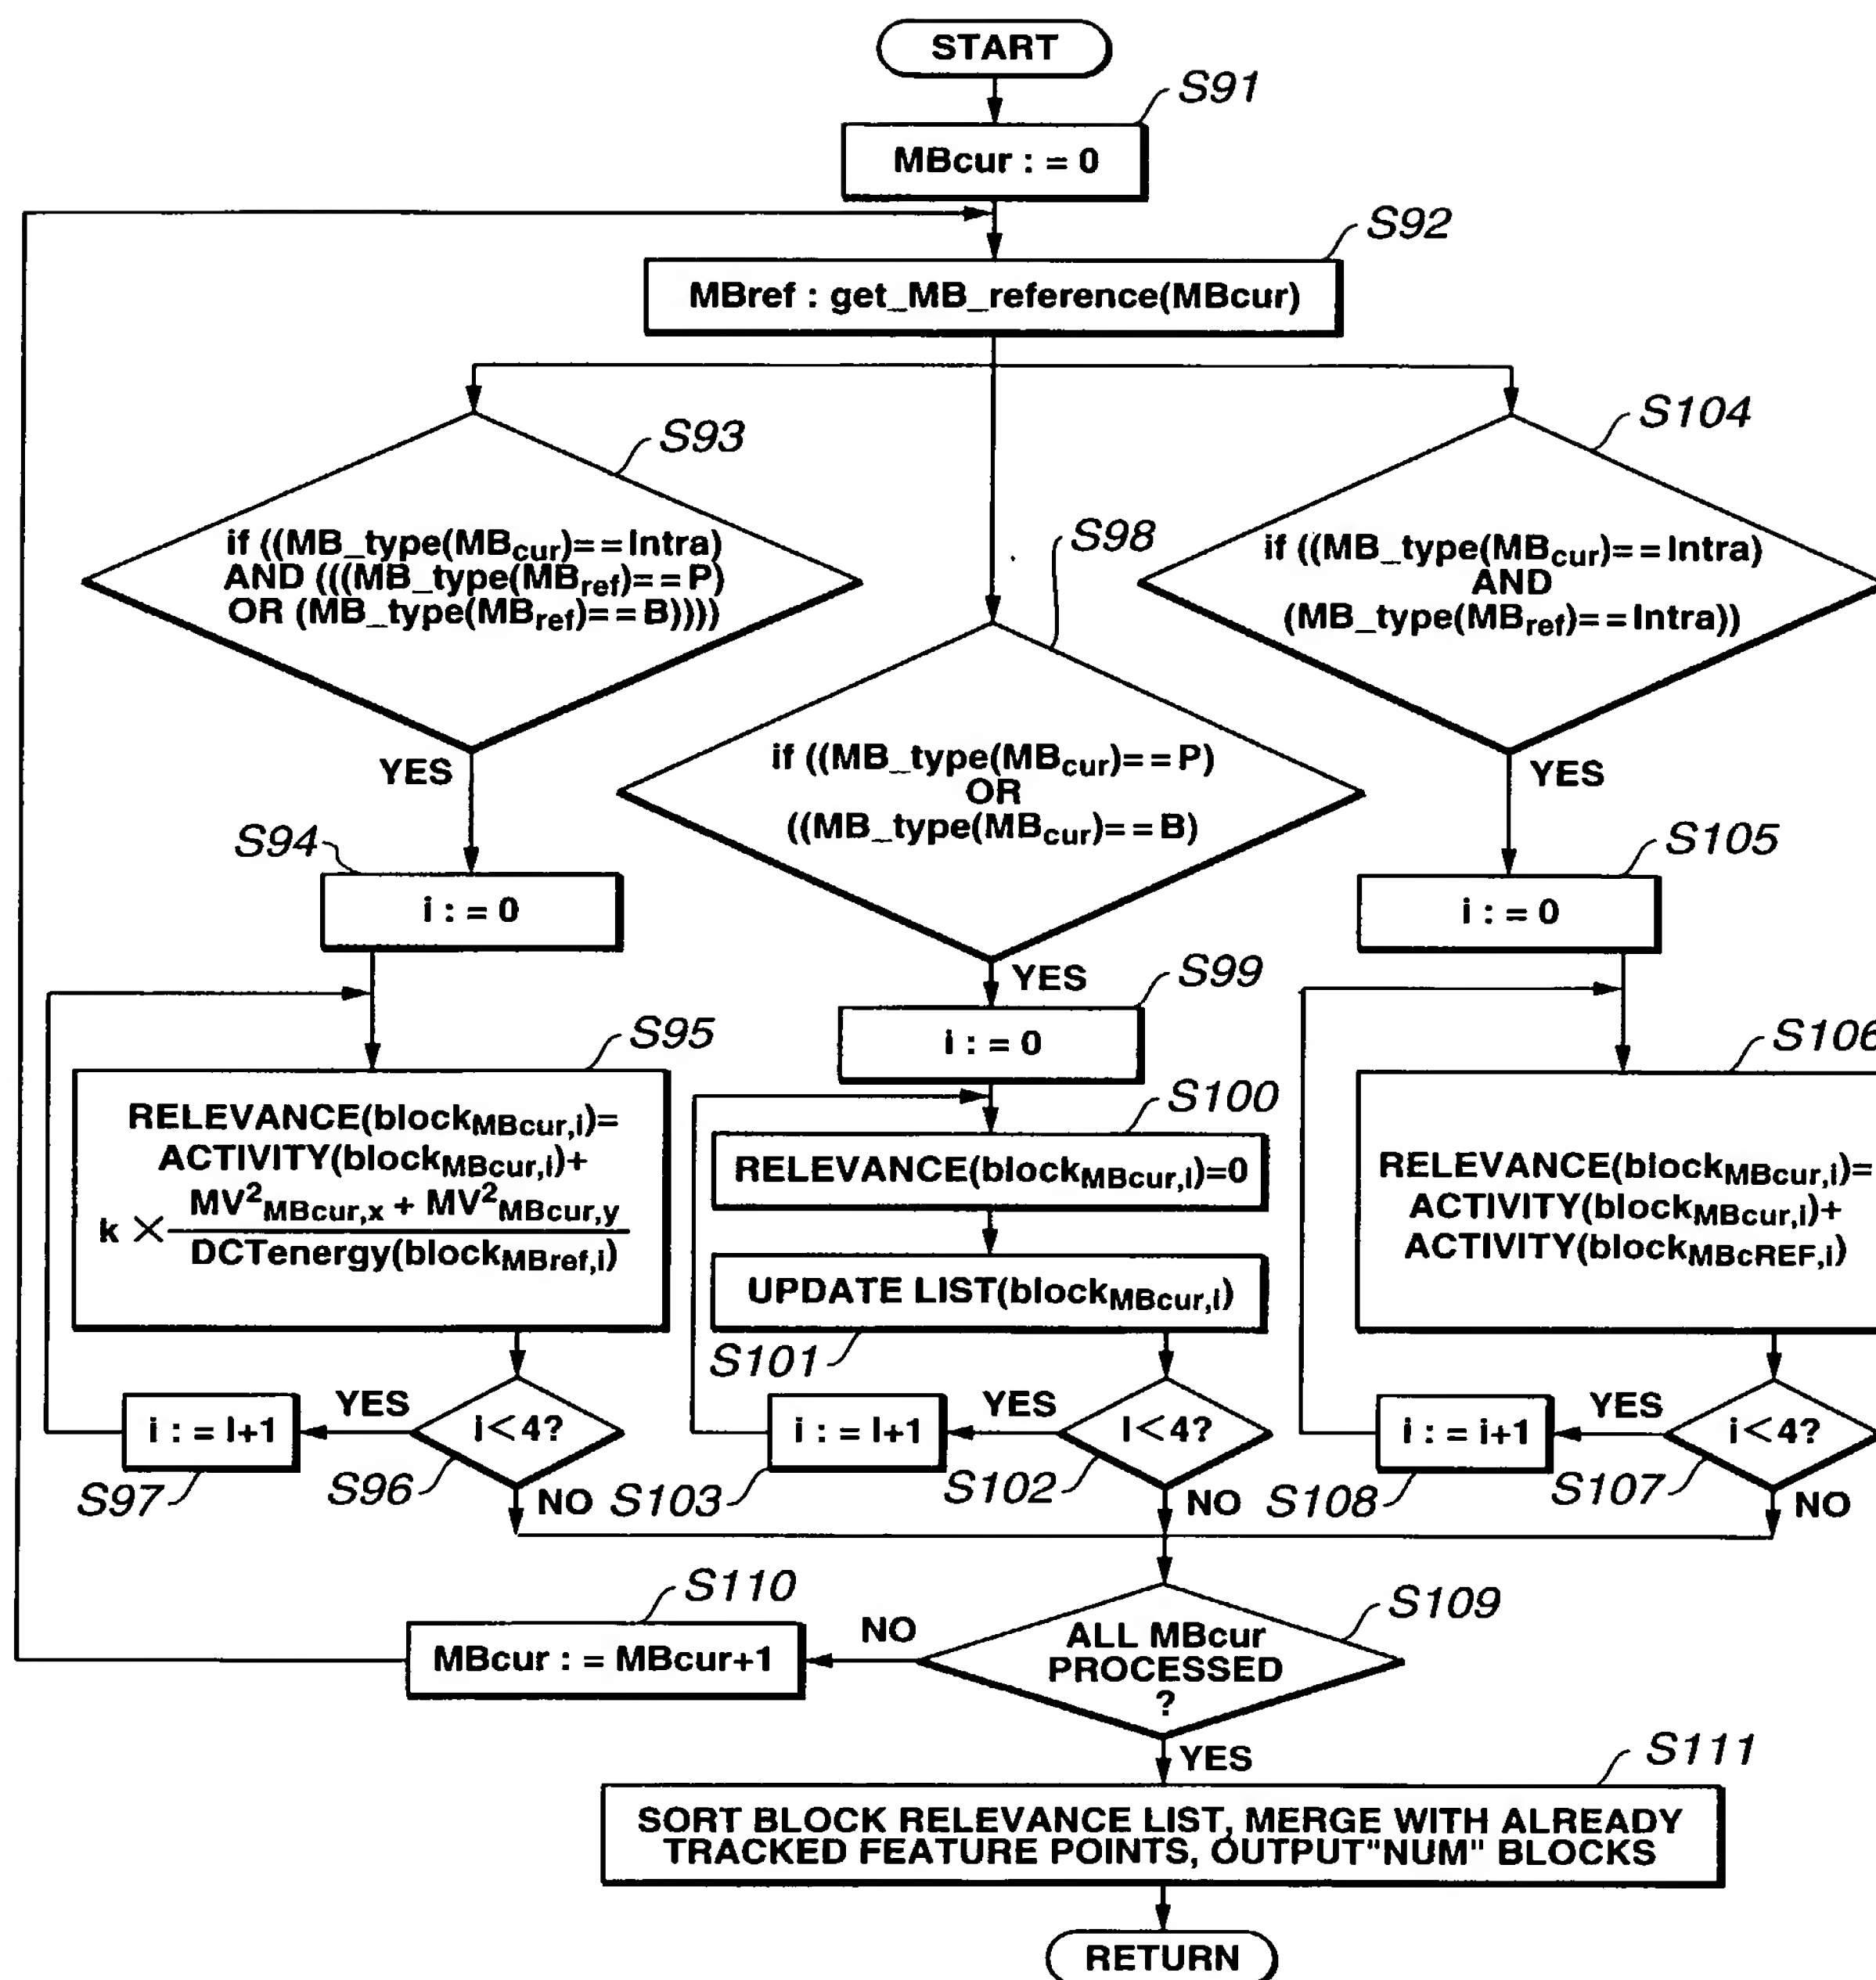 START
S91
MBcur : = 0
S92
MBref : get_MB_reference(MBcur)
S93
if ((MB_type(MBcur)==Intra)
AND (((MB_type(MBref)==P)
OR (MB_type(MBref)==B))))
YES
S94
i : = 0
S95
RELEVANCE(blockMBcur,i)=
ACTIVITY(blockMBcur,i)+
k × MV²MBcur,x + MV²MBcur,y
DCTenergy(blockMBref,i)
i<4?
S96
YES
i : = I+1
S97
NO
S98
if ((MB_type(MBcur)==P)
OR
((MB_type(MBcur)==B)
YES
S99
i : = 0
S100
RELEVANCE(blockMBcur,i)=0
UPDATE LIST(blockMBcur,i)
S101
I<4?
S102
YES
i : = I+1
S103
NO
S104
if ((MB_type(MBcur)==Intra)
AND
(MB_type(MBref)==Intra))
YES
S105
i : = 0
S106
RELEVANCE(blockMBcur,i)=
ACTIVITY(blockMBcur,i)+
ACTIVITY(blockMBcREF,i)
i<4?
S107
YES
i : = i+1
S108
NO
S109
ALL MBcur
PROCESSED
?
NO
S110
MBcur : = MBcur+1
YES
S111
SORT BLOCK RELEVANCE LIST, MERGE WITH ALREADY
TRACKED FEATURE POINTS, OUTPUT"NUM" BLOCKS
RETURN